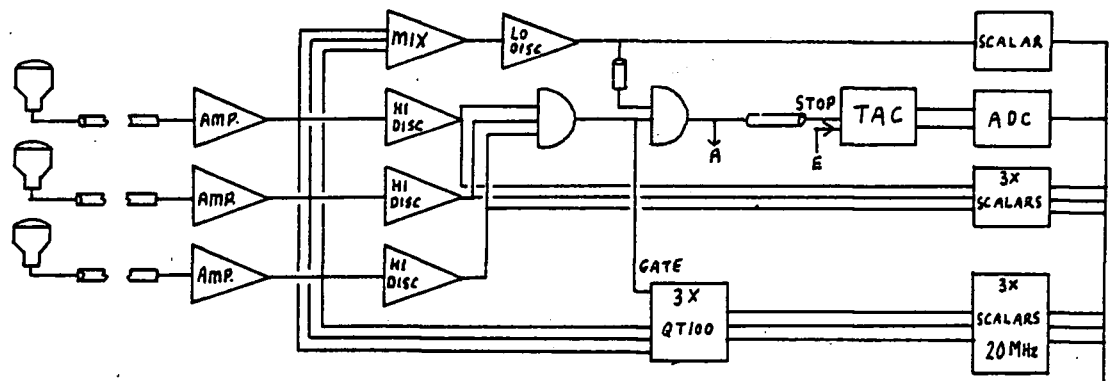 MIX
LO
DISC
SCALAR
AMP.
HI
DISC
STOP
TAC
ADC
A
E
AMP
HI
DISC
3X
SCALARS
AMP.
HI
DISC
GATE
3X
QT100
3X
SCALARS
20MHz